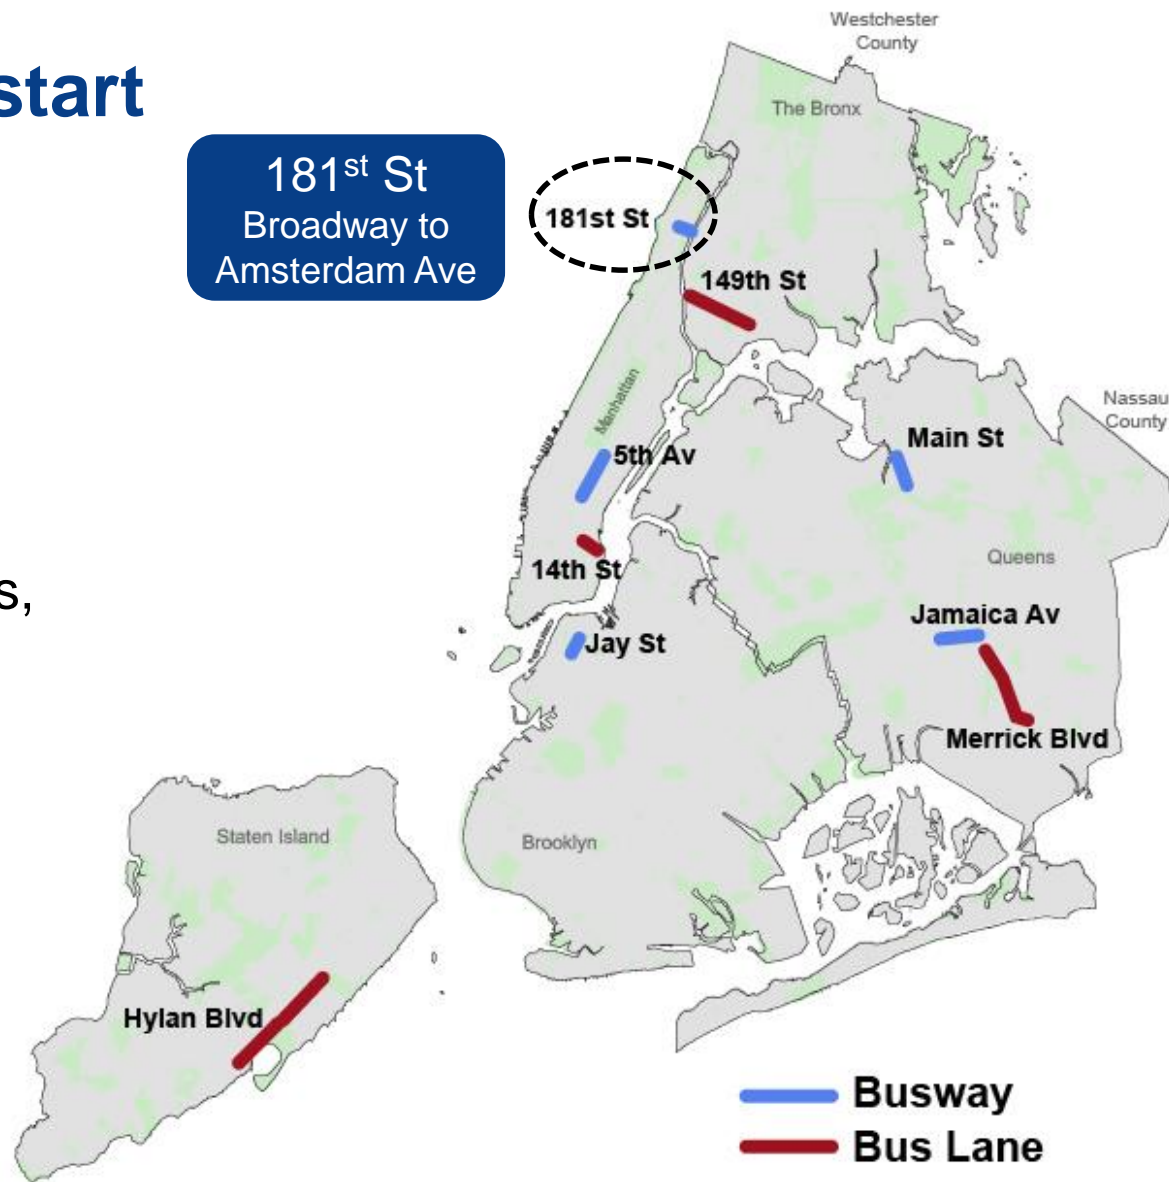 start
181st St
Broadway to
Amsterdam Ave
s,
Westchester
County
The Bronx
181st St
149th St
Manhattan
Nassau
County
5th Av
Main St
14th St
Queens
Jamaica Av
Jay St
Merrick Blvd
Staten Island
Brooklyn
Hylan Blvd
Busway
Bus Lane